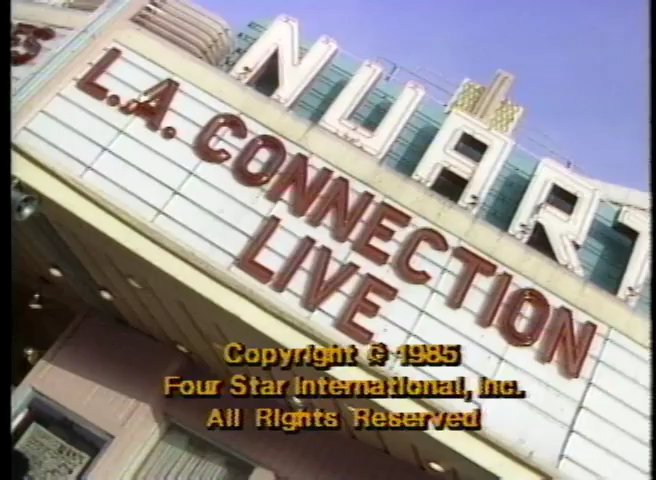 NUART
L.A. CONNECTION
LIVE
Copyright © 1985
Four Star International, Inc.
All Rights Reserved